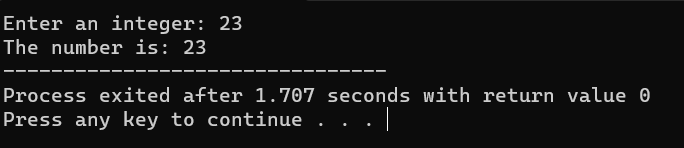 Enter an integer: 23
The number is: 23
--------------------------------
Process exited after 1.707 seconds with return value 0
Press any key to continue . . .